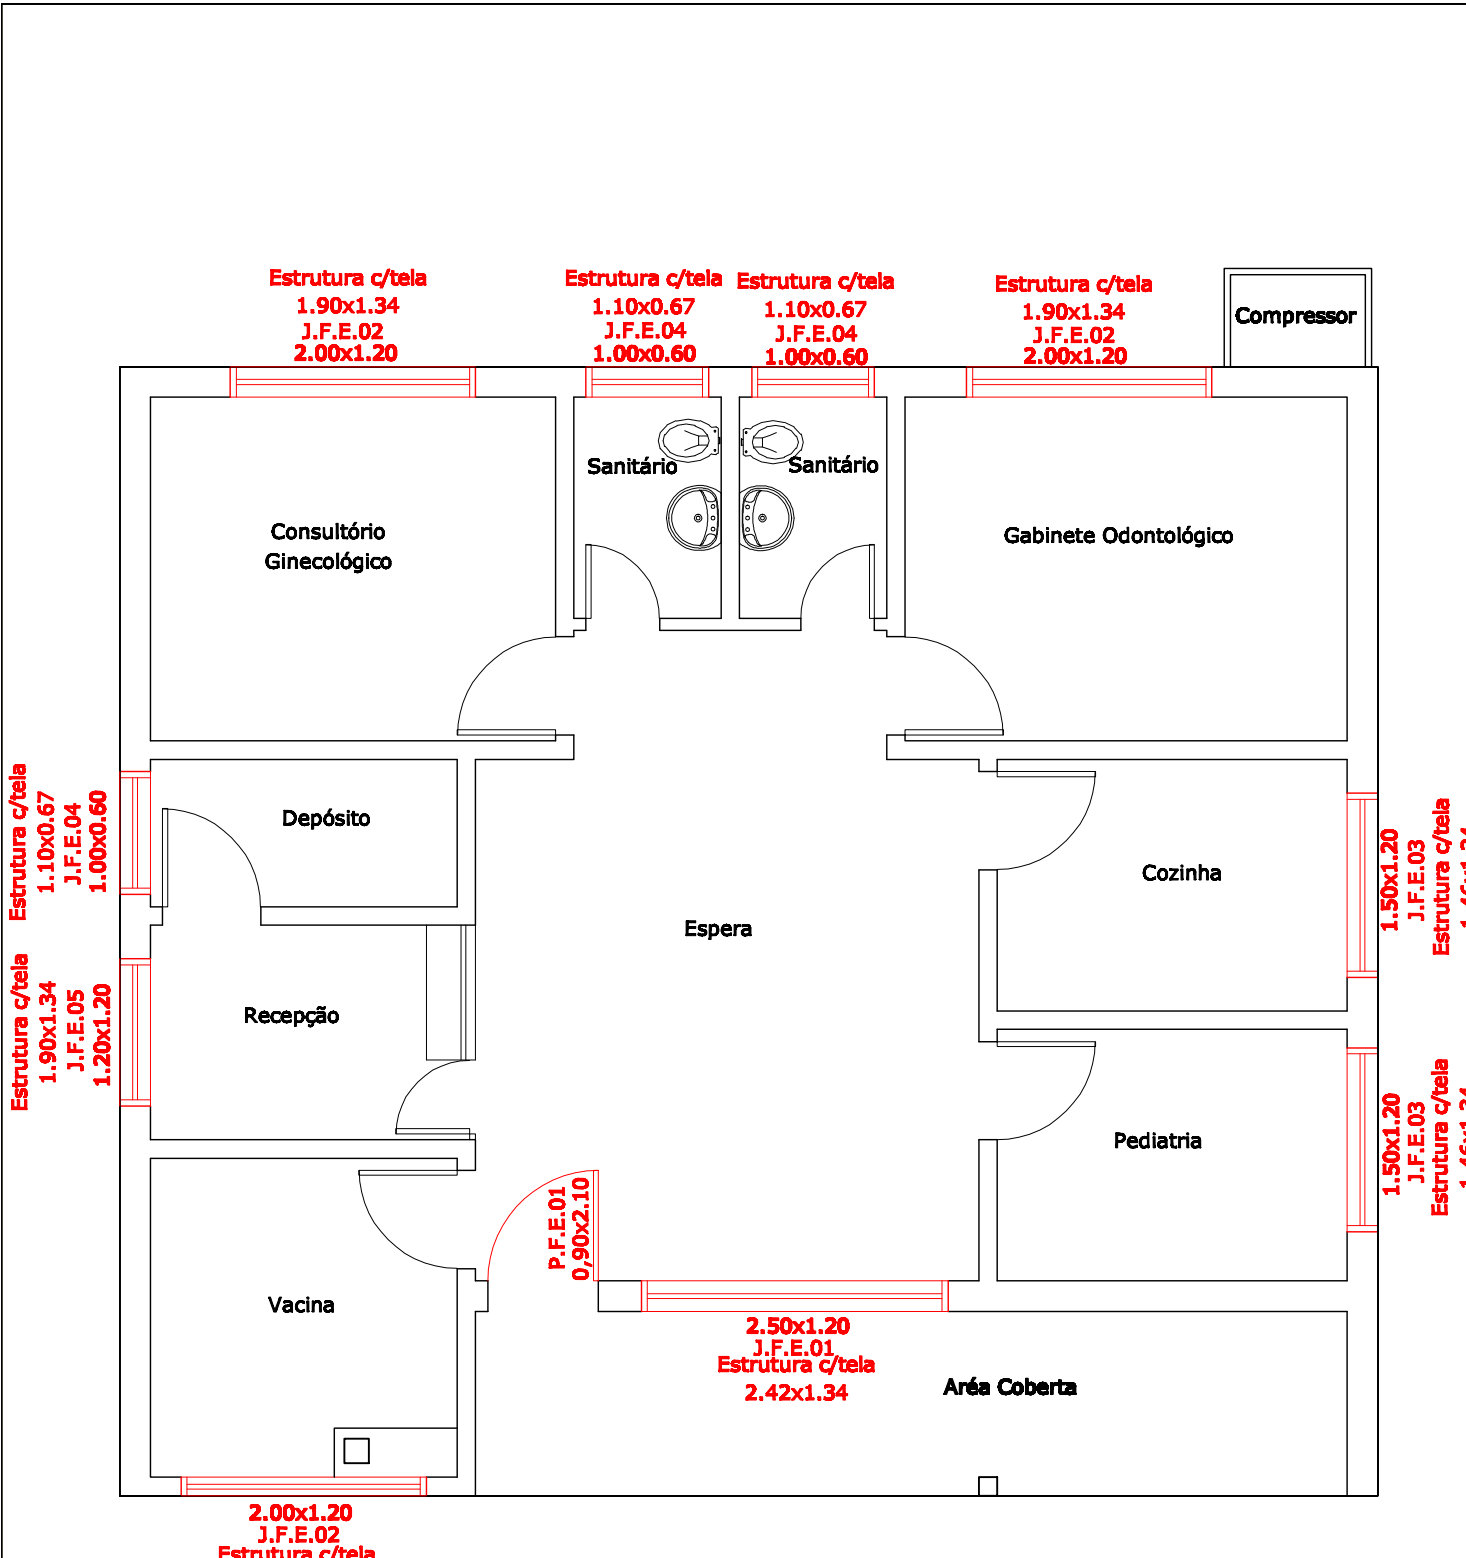 Estrutura c/tela
1.90x1.34
J.F.E.02
2.00x1.20
Estrutura c/tela
1.10x0.67
J.F.E.04
1.00x0.60
Estrutura c/tela
1.10x0.67
J.F.E.04
1.00x0.60
Estrutura c/tela
1.90x1.34
J.F.E.02
2.00x1.20
Compressor
Sanitário
Sanitário
Consultório
Ginecológico
Gabinete Odontológico
Estrutura c/tela
1.10x0.67
J.F.E.04
1.00x0.60
Depósito
Cozinha
1.50x1.20
J.F.E.03
Estrutura c/tela
Espera
Estrutura c/tela
1.90x1.34
J.F.E.05
1.20x1.20
Recepção
Pediatria
1.50x1.20
J.F.E.03
Estrutura c/tela
P.F.E.01
0,90x2.10
Vacina
2.50x1.20
J.F.E.01
Estrutura c/tela
2.42x1.34
Aréa Coberta
2.00x1.20
J.F.E.02
Estrutura c/tela